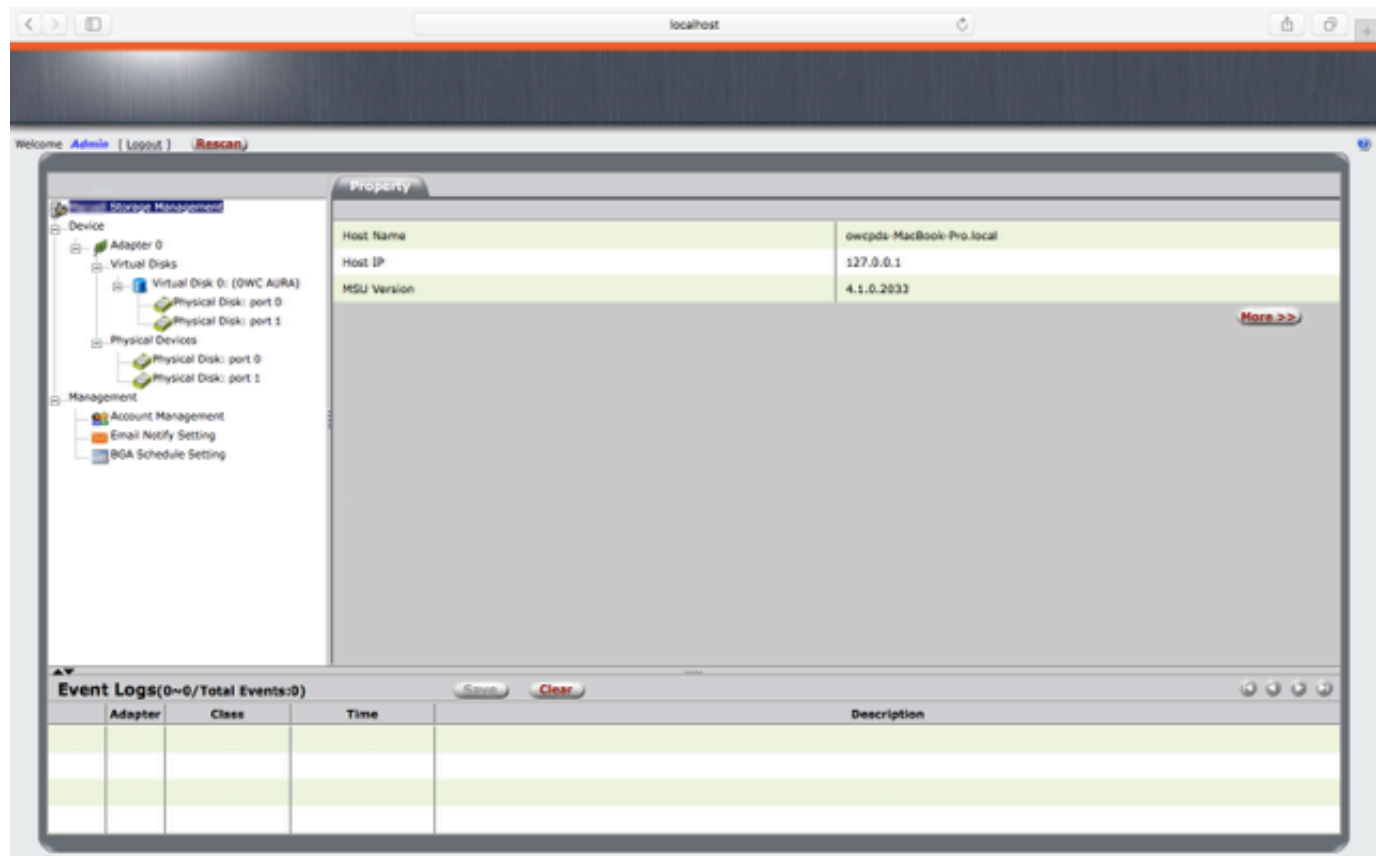 localhost
Welcome Admin [ Logout ] Rescan
Property
Storage Management
Device
Adapter 0
Virtual Disks
Virtual Disk 0: (OWC AURA)
Physical Disk: port 0
Physical Disk: port 1
Physical Devices
Physical Disk: port 0
Physical Disk: port 1
Management
Account Management
Email Notify Setting
BGA Schedule Setting
Host Name owcpds-MacBook-Pro.local
Host IP 127.0.0.1
MSU Version 4.1.0.2033
More >>
Event Logs(0~0/Total Events:0) Save Clear
Adapter Class Time Description